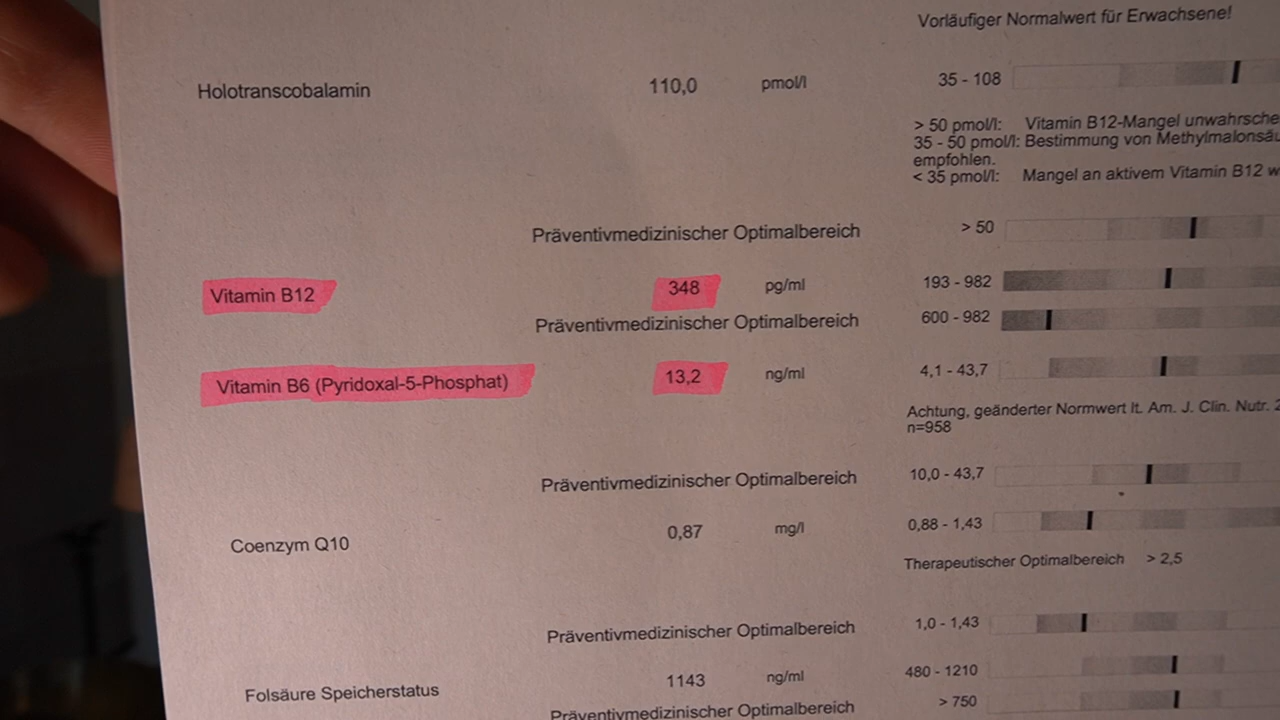 Vorläufiger Normalwert für Erwachsene!
Holotranscobalamin 110,0 pmol/l 35 - 108
> 50 pmol/l: Vitamin B12-Mangel
35 - 50 pmol/l: Bestimmung von
empfohlen.
< 35 pmol/l: Mangel an aktivem Vitamin B12
Präventivmedizinischer Optimalbereich > 50
Vitamin B12 348 pg/ml 193 - 982
Präventivmedizinischer Optimalbereich 600 - 982
Vitamin B6 (Pyridoxal-5-Phosphat) 13,2 ng/ml 4,1 - 43,7
Achtung, geänderter Normwert lt. Am. J. Clin. Nutr.
n=958
Präventivmedizinischer Optimalbereich 10,0 - 43,7
Coenzym Q10 0,87 mg/l 0,88 - 1,43
Therapeutischer Optimalbereich > 2,5
Präventivmedizinischer Optimalbereich 1,0 - 1,43
Folsäure Speicherstatus 1143 ng/ml 480 - 1210
Präventivmedizinischer Optimalbereich > 750